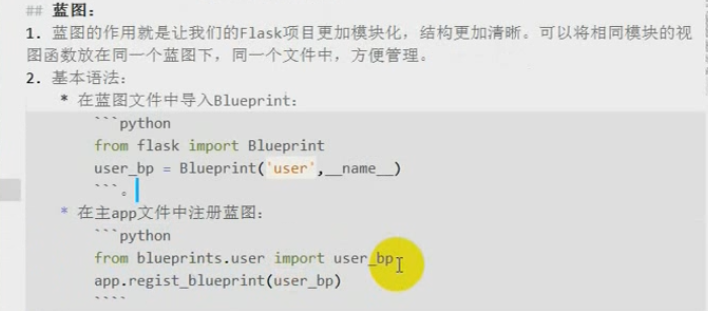 ## 蓝图：
1. 蓝图的作用就是让我们的Flask项目更加模块化，结构更加清晰。可以将相同模块的视
图函数放在同一个蓝图下，同一个文件中，方便管理。
2. 基本语法：
* 在蓝图文件中导入Blueprint：
```python
from flask import Blueprint
user_bp = Blueprint('user',__name__)
```。
* 在主app文件中注册蓝图：
```python
from blueprints.user import user_bp
app.regist_blueprint(user_bp)
````